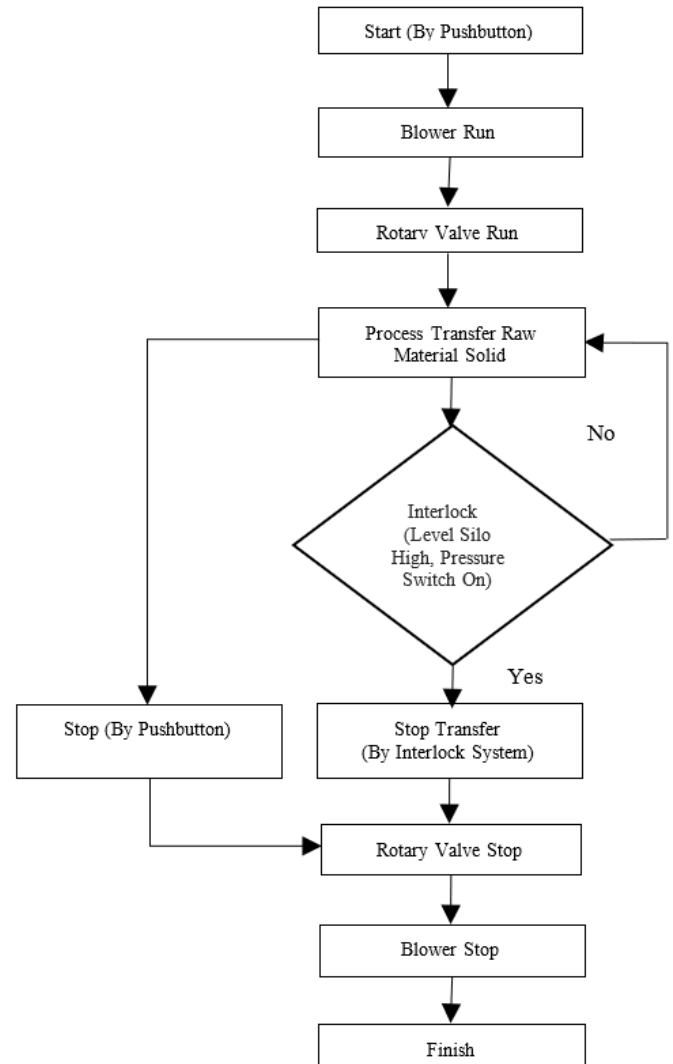 Start (By Pushbutton)
Blower Run
Rotary Valve Run
Process Transfer Raw
Material Solid
No
Interlock
(Level Silo
High, Pressure
Switch On)
Yes
Stop (By Pushbutton)
Stop Transfer
(By Interlock System)
Rotary Valve Stop
Blower Stop
Finish